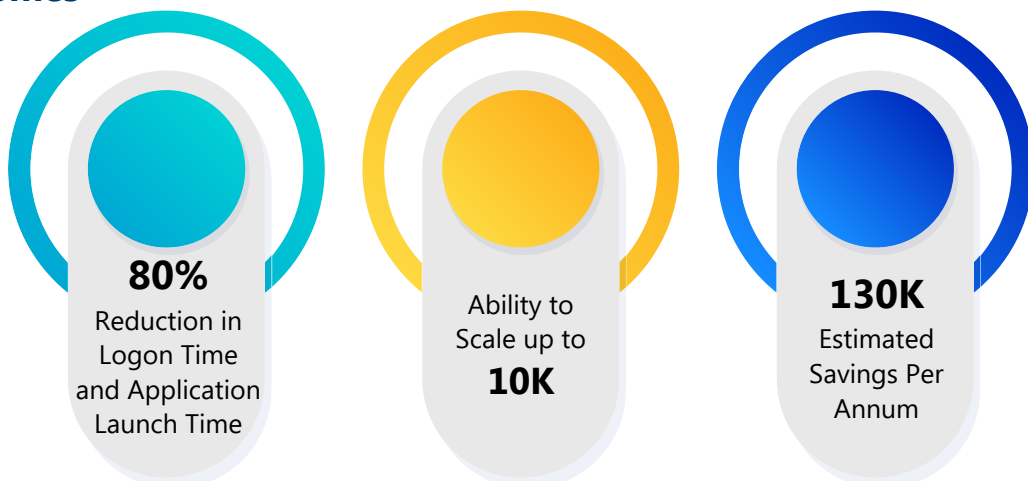 80%
Reduction in
Logon Time
and Application
Launch Time
Ability to
Scale up to
10K
130K
Estimated
Savings Per
Annum